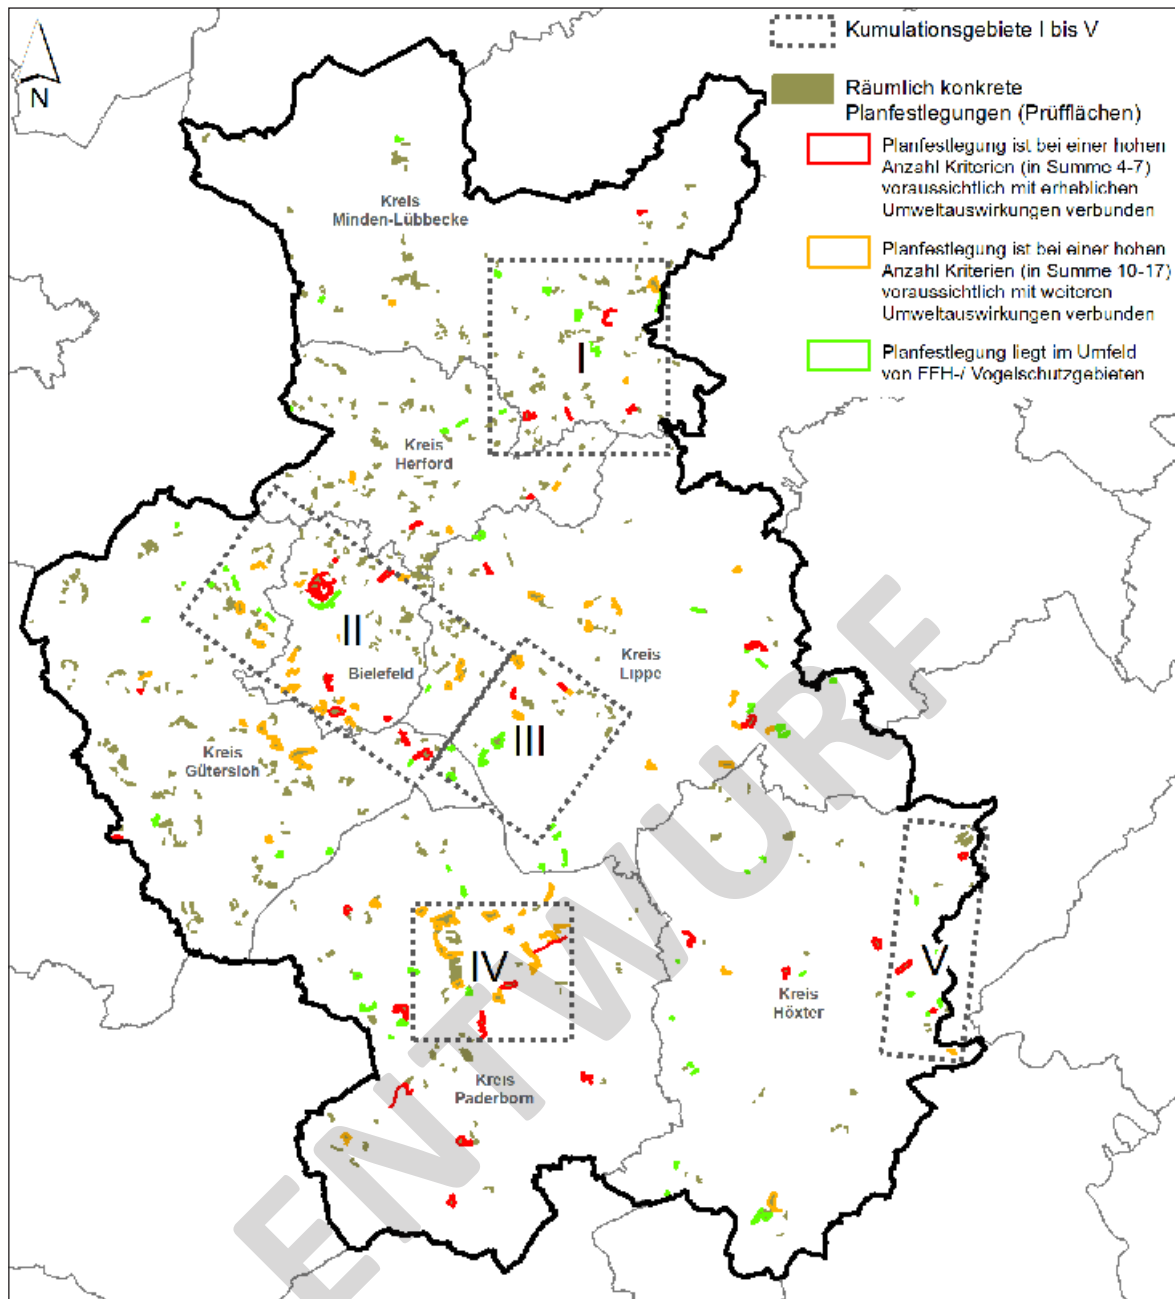 Kumulationsgebiete I bis V
Räumlich konkrete
Planfestlegungen (Prüfflächen)
Planfestlegung ist bei einer hohen
Anzahl Kriterien (in Summe 4-7)
voraussichtlich mit erheblichen
Umweltauswirkungen verbunden
Planfestlegung ist bei einer hohen
Anzahl Kriterien (in Summe 10-17)
voraussichtlich mit weiteren
Umweltauswirkungen verbunden
Planfestlegung liegt im Umfeld
von FFH-/ Vogelschutzgebieten
N
Kreis
Minden-Lübbecke
I
Kreis
Herford
II
Bielefeld
Kreis
Lippe
III
Kreis
Gütersloh
IV
V
Kreis
Höxter
Kreis
Paderborn
ENTWURF